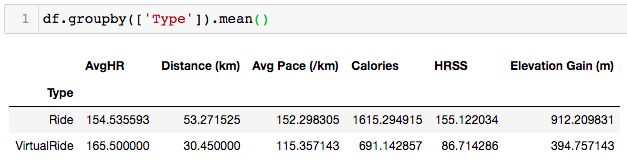 1 df.groupby(['Type']).mean()
AvgHR Distance (km) Avg Pace (/km) Calories HRSS Elevation Gain (m)
Type
Ride 154.535593 53.271525 152.298305 1615.294915 155.122034 912.209831
VirtualRide 165.500000 30.450000 115.357143 691.142857 86.714286 394.757143